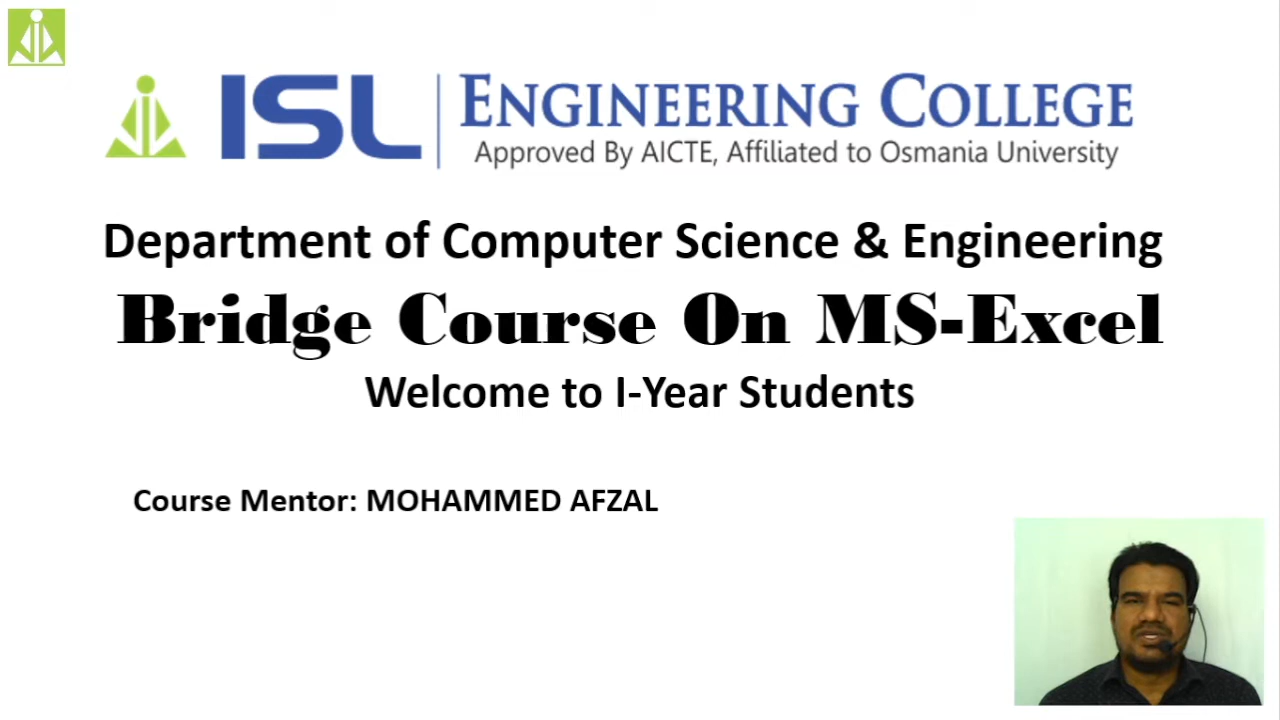 ISL
ENGINEERING COLLEGE
Approved By AICTE, Affiliated to Osmania University
Department of Computer Science & Engineering
Bridge Course On MS-Excel
Welcome to I-Year Students
Course Mentor: MOHAMMED AFZAL